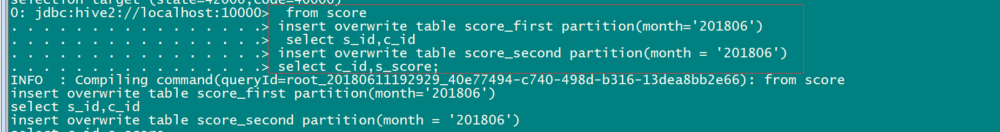 selection target (state=42000,code=40000)
0: jdbc:hive2://localhost:10000>  from score
. . . . . . . . . . . . . . . .> insert overwrite table score_first partition(month='201806')
. . . . . . . . . . . . . . . .>  select s_id,c_id
. . . . . . . . . . . . . . . .> insert overwrite table score_second partition(month = '201806')
. . . . . . . . . . . . . . . .> select c_id,s_score;
INFO  : Compiling command(queryId=root_20180611192929_40e77494-c740-498d-b316-13dea8bb2e66): from score
insert overwrite table score_first partition(month='201806')
select s_id,c_id
insert overwrite table score_second partition(month = '201806')
select c_id,s_score